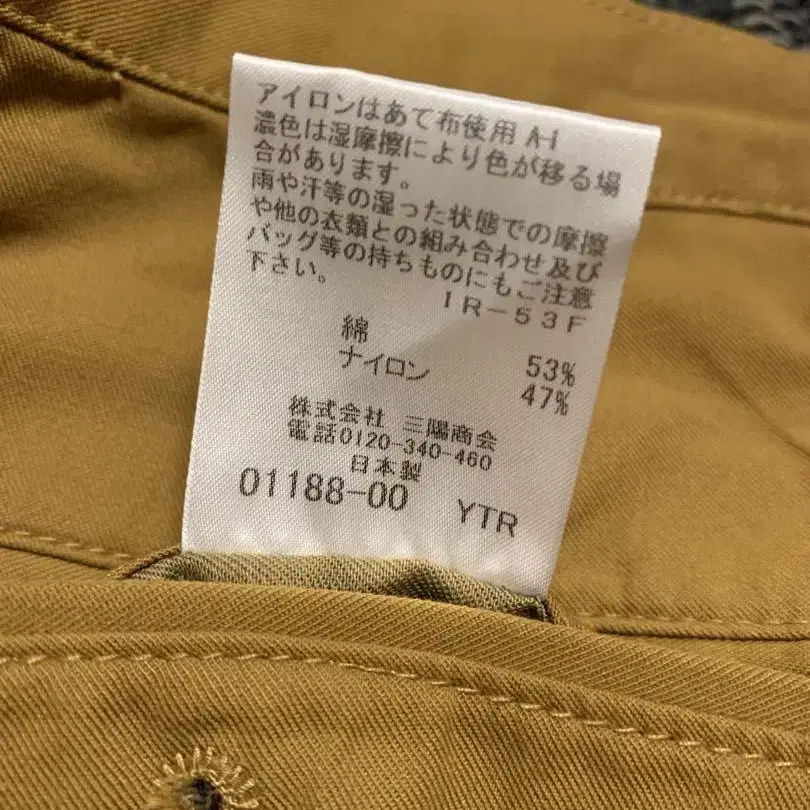 アイロンはあて布使用 A-I
濃色は湿摩擦により色が移る場
合があります。
雨や汗等の湿った状態での摩擦
や他の衣類との組み合わせ及び
バッグ等の持ちものにもご注意
下さい。
IR-53F
綿 53%
ナイロン 47%
株式会社 三陽商会
電話0120-340-460
日本製
01188-00 YTR